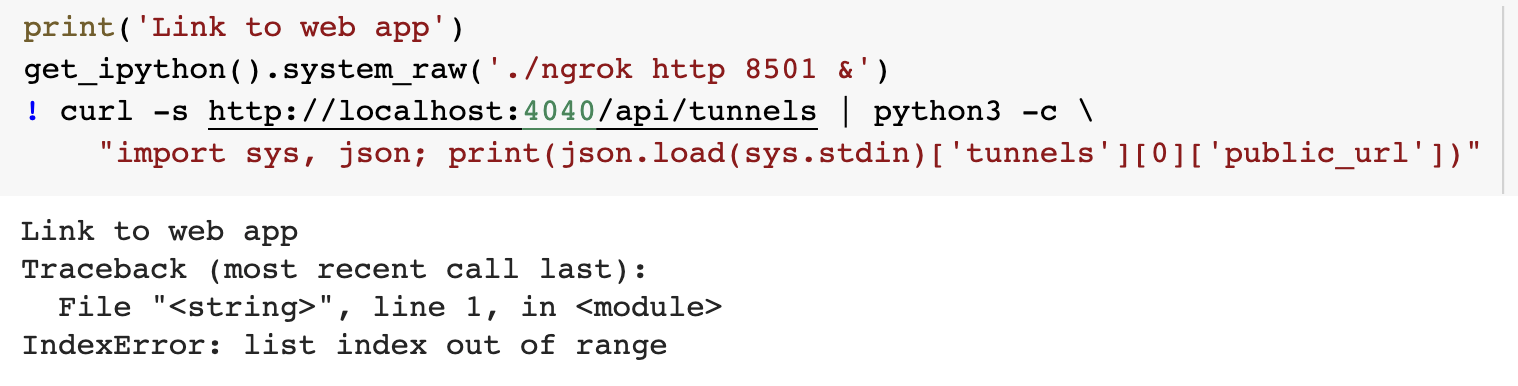 print('Link to web app')
get_ipython().system_raw('./ngrok http 8501 &')
! curl -s http://localhost:4040/api/tunnels | python3 -c \
    "import sys, json; print(json.load(sys.stdin)['tunnels'][0]['public_url'])"
Link to web app
Traceback (most recent call last):
  File "<string>", line 1, in <module>
IndexError: list index out of range